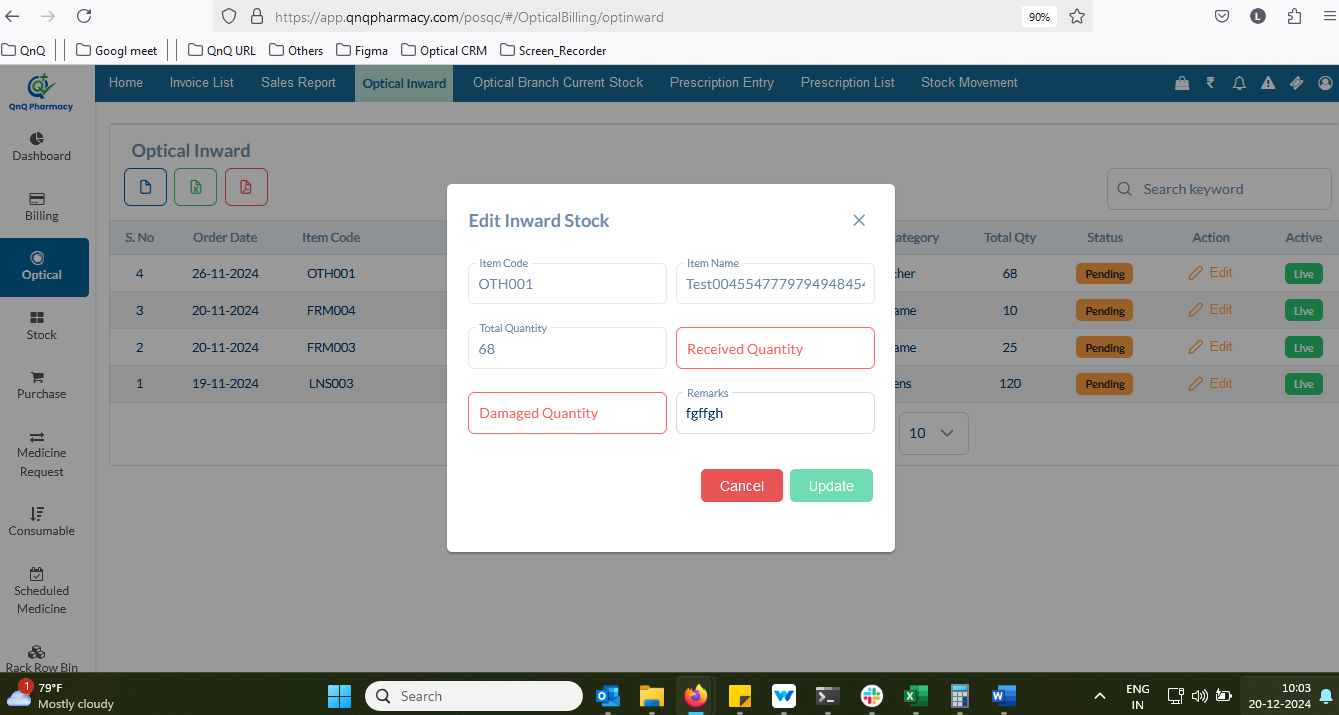 https://app.qnqpharmacy.com/posqc/#/OpticalBilling/optinward 90% L
QnQ Googl meet QnQ URL Others Figma Optical CRM Screen_Recorder
QnQ Pharmacy
Home Invoice List Sales Report Optical Inward Optical Branch Current Stock Prescription Entry Prescription List Stock Movement
Dashboard
Billing
Optical
Stock
Purchase
Medicine
Request
Consumable
Scheduled
Medicine
Rack Row Bin
Optical Inward
Search keyword
S. No Order Date Item Code Total Qty Status Action Active
4 26-11-2024 OTH001 68 Pending Edit Live
3 20-11-2024 FRM004 10 Pending Edit Live
2 20-11-2024 FRM003 25 Pending Edit Live
1 19-11-2024 LNS003 120 Pending Edit Live
10
Edit Inward Stock
Item Code Item Name
OTH001 Test00455477797949484
Total Quantity
68 Received Quantity
Damaged Quantity
Remarks
fgffgh
Cancel Update
1
79°F
Mostly cloudy
Search
ENG
IN
10:03
20-12-2024